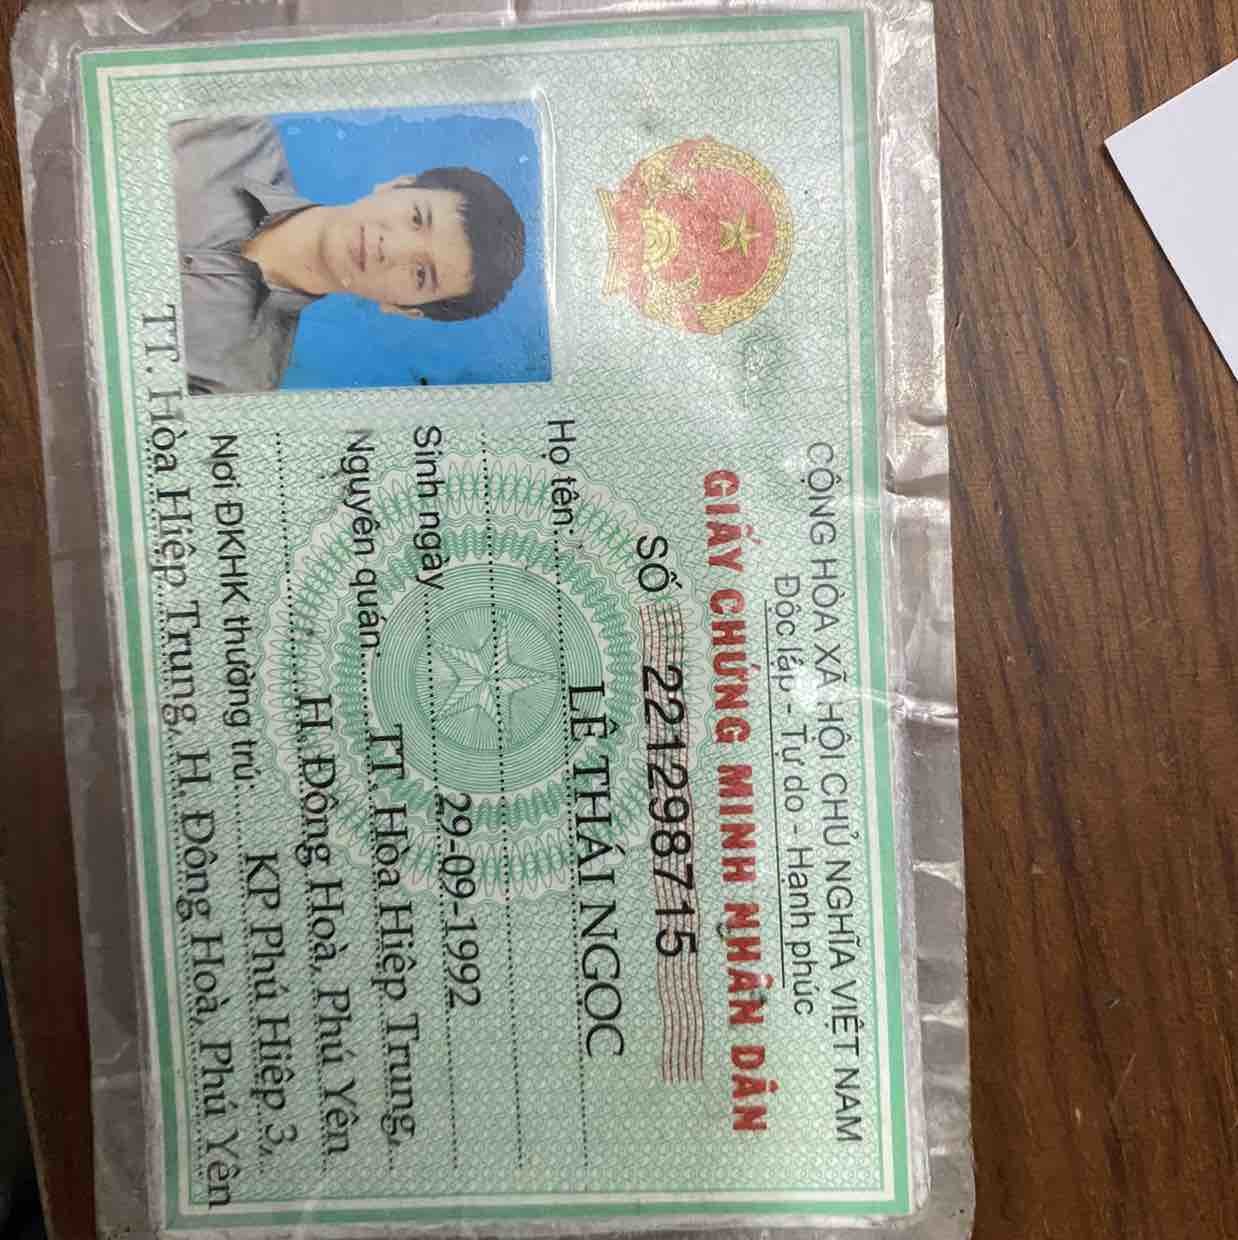 CỘNG HÒA XÃ HỘI CHỦ NGHĨA VIỆT NAM
Độc lập - Tự do - Hạnh phúc
GIẤY CHỨNG MINH NHÂN DÂN
SỐ 221298715
Họ tên: LÊ THÁI NGỌC
Sinh ngày 29-09-1992
Nguyên quán: TT. Hòa Hiệp Trung,
H. Đông Hoà, Phú Yên
Nơi ĐKHK thường trú: KP Phú Hiệp 3,
TT. Hòa Hiệp Trung, H. Đông Hoà, Phú Yên